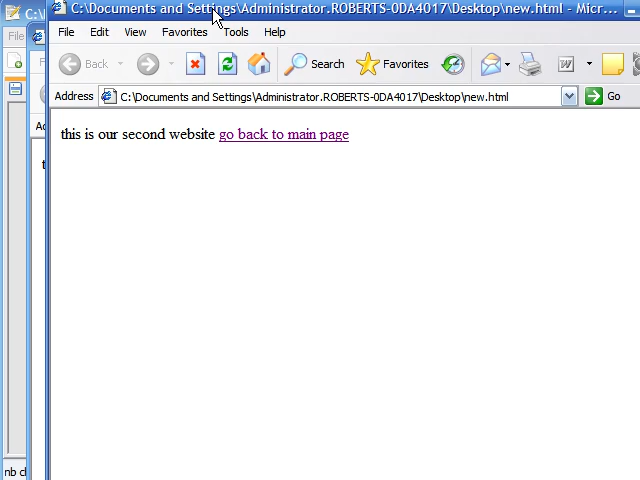 C:\
C:\Documents and Settings\Administrator.ROBERTS-0DA4017\Desktop\new.html - Micr...
File
File Edit View Favorites Tools Help
Back Search Favorites
Address C:\Documents and Settings\Administrator.ROBERTS-0DA4017\Desktop\new.html Go
this is our second website go back to main page